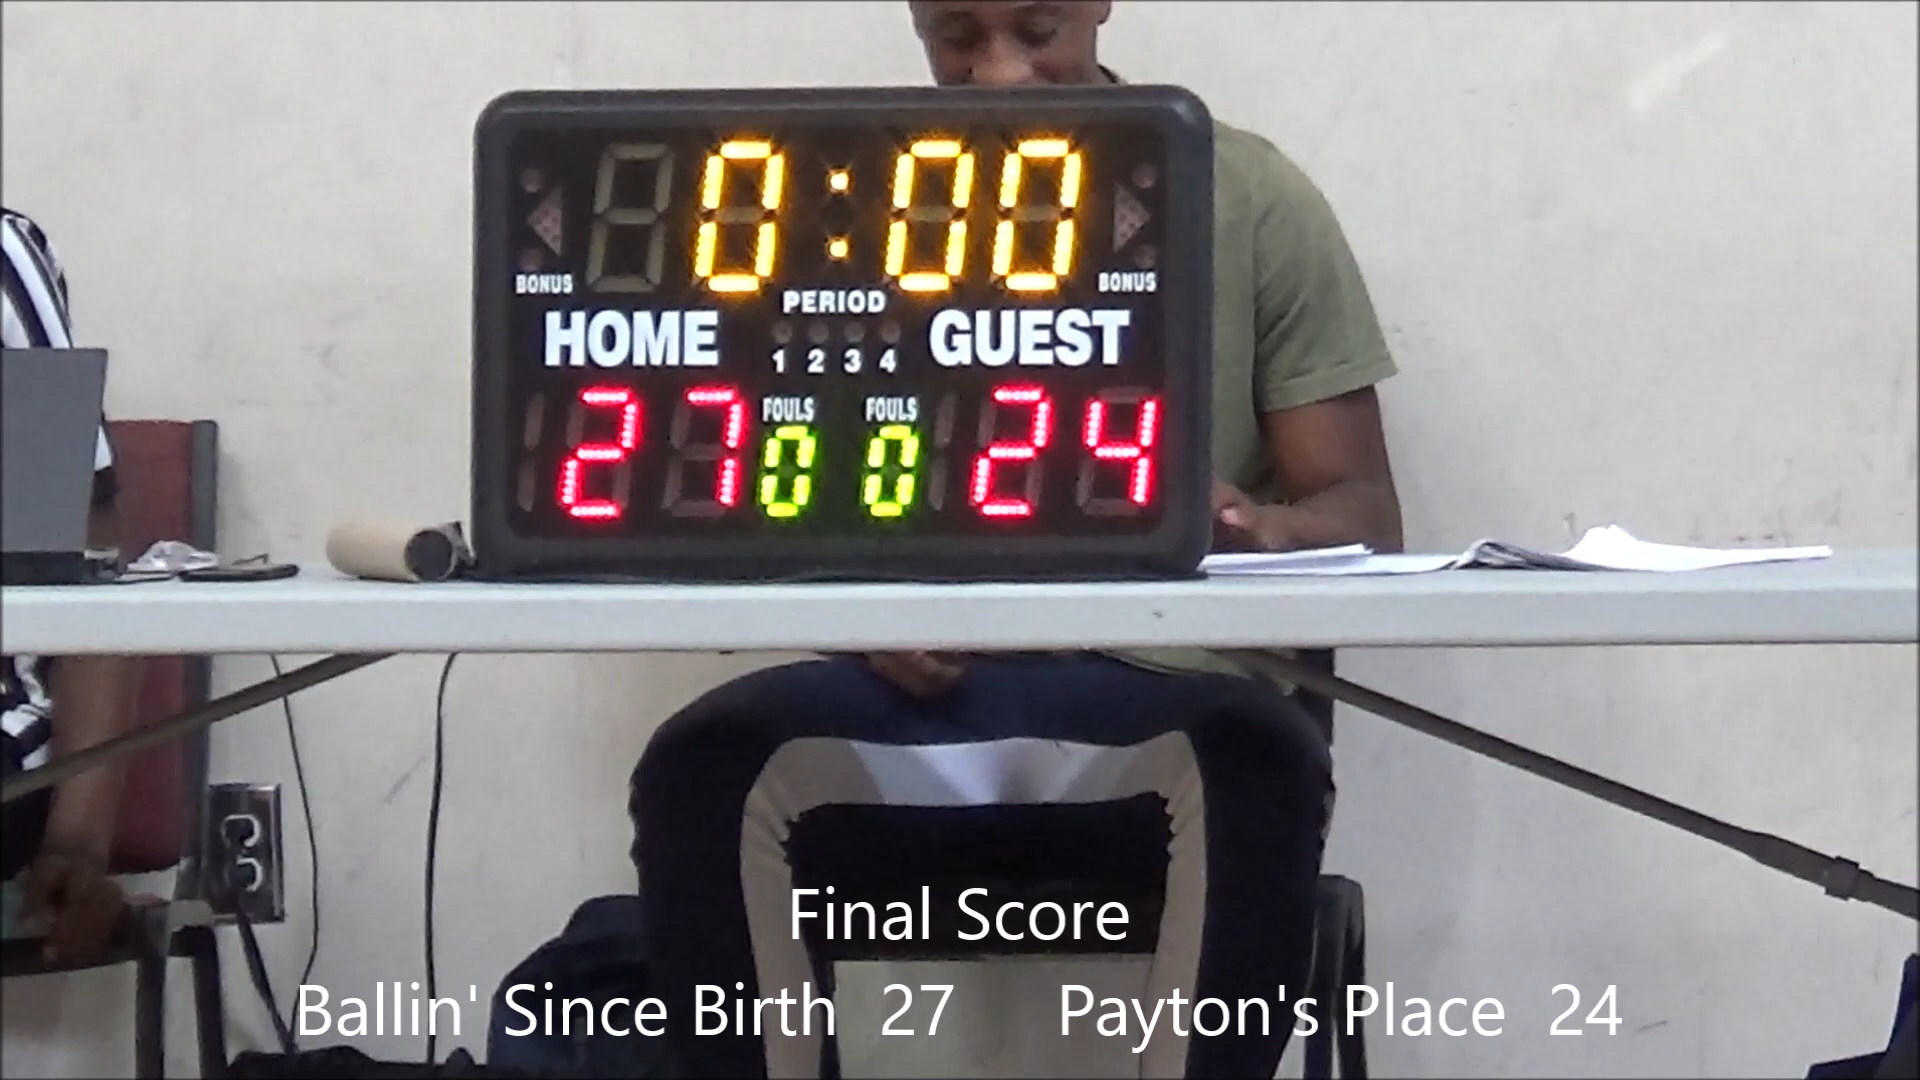 0:00
BONUS BONUS
PERIOD
HOME GUEST
1 2 3 4
FOULS FOULS
27 0 0 24
Final Score
Ballin' Since Birth 27 Payton's Place 24